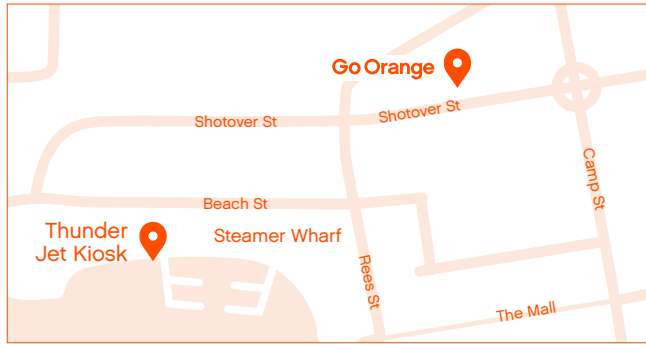 Go Orange
Shotover St
Shotover St
Camp St
Beach St
Thunder
Jet Kiosk
Steamer Wharf
Rees St
The Mall